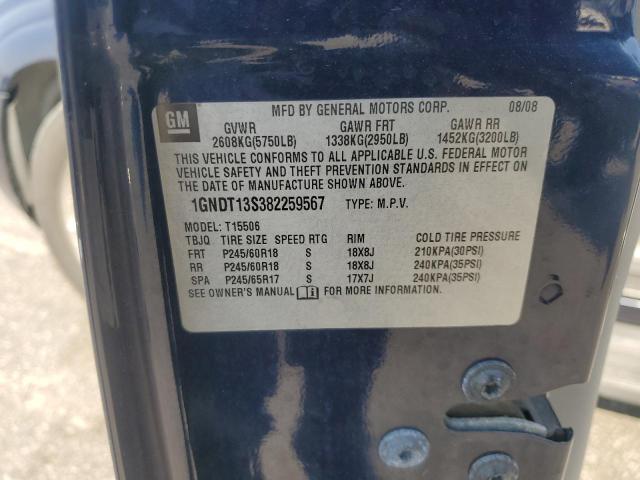 GM MFD BY GENERAL MOTORS CORP. 08/08
GVWR GAWR FRT GAWR RR
2608KG(5750LB) 1338KG(2950LB) 1452KG(3200LB)
THIS VEHICLE CONFORMS TO ALL APPLICABLE U.S. FEDERAL MOTOR
VEHICLE SAFETY AND THEFT PREVENTION STANDARDS IN EFFECT ON
THE DATE OF MANUFACTURE SHOWN ABOVE.
1GNDT13S382259567 TYPE: M.P.V.
MODEL: T15506
TBJQ TIRE SIZE SPEED RTG RIM COLD TIRE PRESSURE
FRT P245/60R18 S 18X8J 210KPA(30PSI)
RR P245/60R18 S 18X8J 240KPA(35PSI)
SPA P245/65R17 S 17X7J 240KPA(35PSI)
SEE OWNER'S MANUAL FOR MORE INFORMATION.